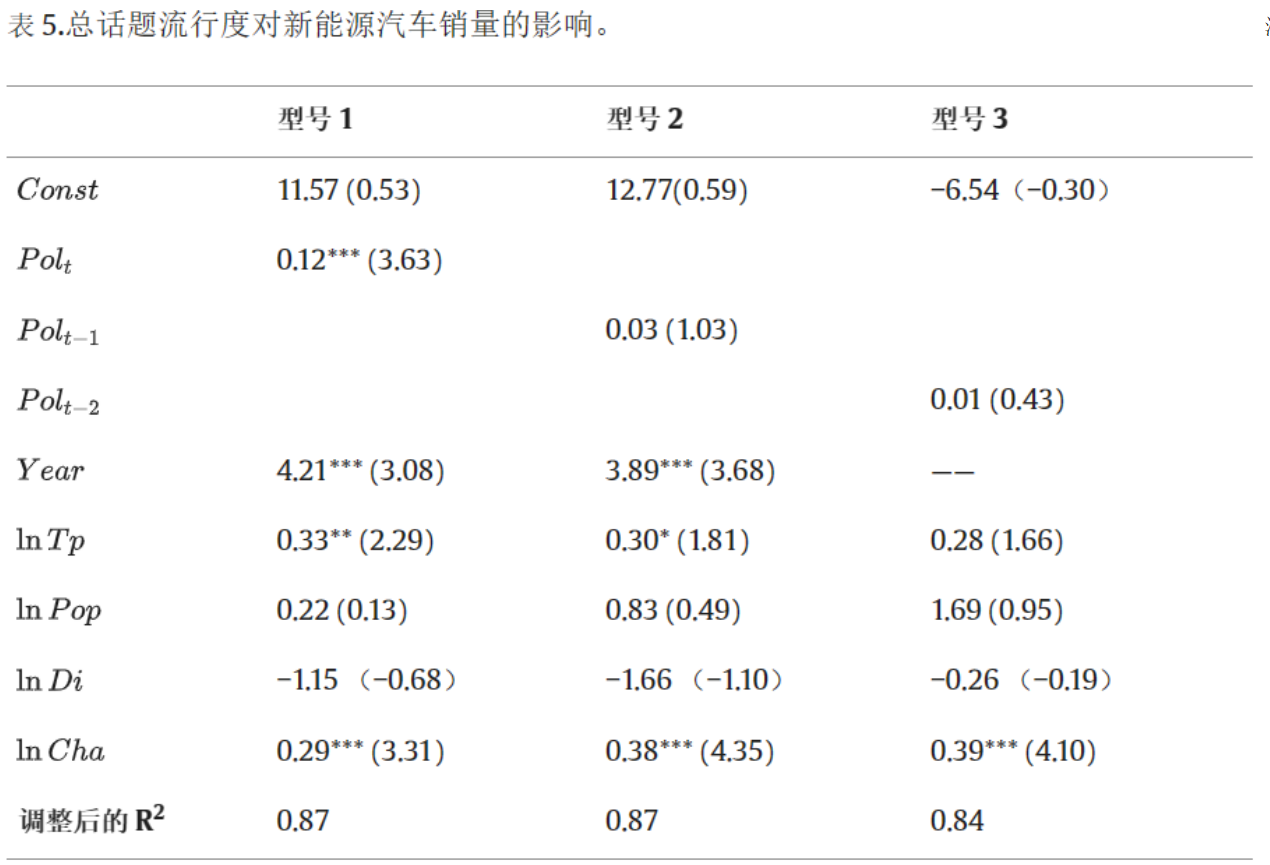 表 5.总话题流行度对新能源汽车销量的影响。
型号 1 型号 2 型号 3
Const 11.57 (0.53) 12.77(0.59) −6.54（−0.30）
Pol_t 0.12*** (3.63)
Pol_{t−1} 0.03 (1.03)
Pol_{t−2} 0.01 (0.43)
Year 4.21*** (3.08) 3.89*** (3.68) ——
ln Tp 0.33** (2.29) 0.30* (1.81) 0.28 (1.66)
ln Pop 0.22 (0.13) 0.83 (0.49) 1.69 (0.95)
ln Di −1.15 （−0.68） −1.66 （−1.10） −0.26 （−0.19）
ln Cha 0.29*** (3.31) 0.38*** (4.35) 0.39*** (4.10)
调整后的 R² 0.87 0.87 0.84